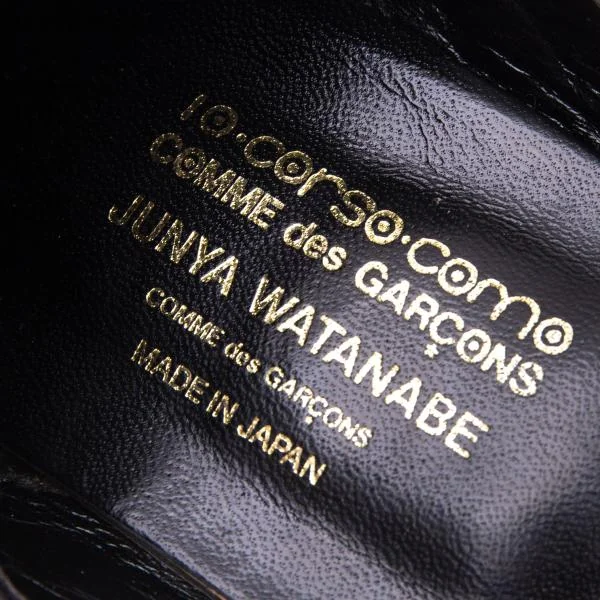 10·corso·como
COMME des GARÇONS
JUNYA WATANABE
COMME des GARÇONS
MADE IN JAPAN